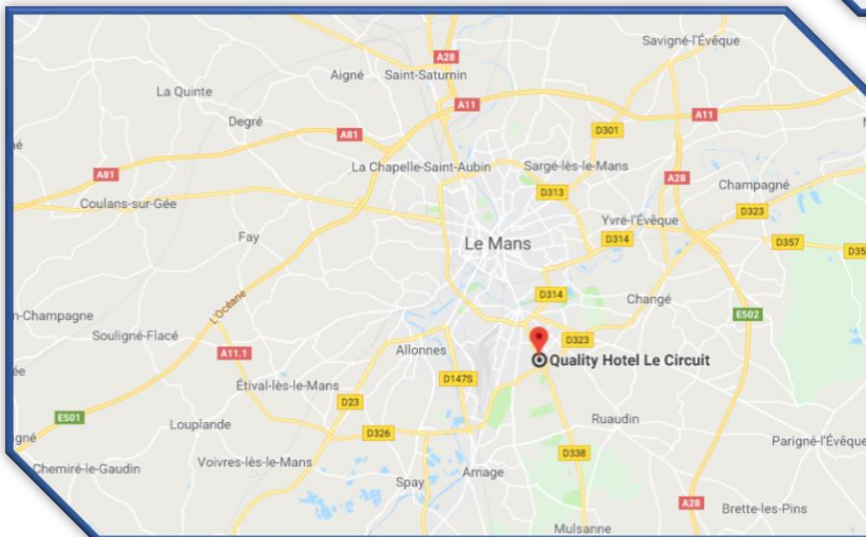 Savigné-l'Évêque
A28
Aigné
Saint-Saturnin
La Quinte
A11
A11
Degré
D301
A81
La Chapelle-Saint-Aubin
Sargé-lès-le-Mans
A81
A28
D313
Champagné
Coulans-sur-Gée
D323
Yvré-l'Évêque
Fay
Le Mans
D314
D357
D314
Changé
L'Océane
E502
Souligné-Flacé
D323
A11.1
Allonnes
Quality Hotel Le Circuit
D147S
Étival-lès-le-Mans
D23
E501
Louplande
D326
Ruaudin
Parigné-l'Évêque
D338
Chemiré-le-Gaudin
Voivres-lès-le-Mans
Spay
Arnage
A28
Brette-les-Pins
Mulsanne